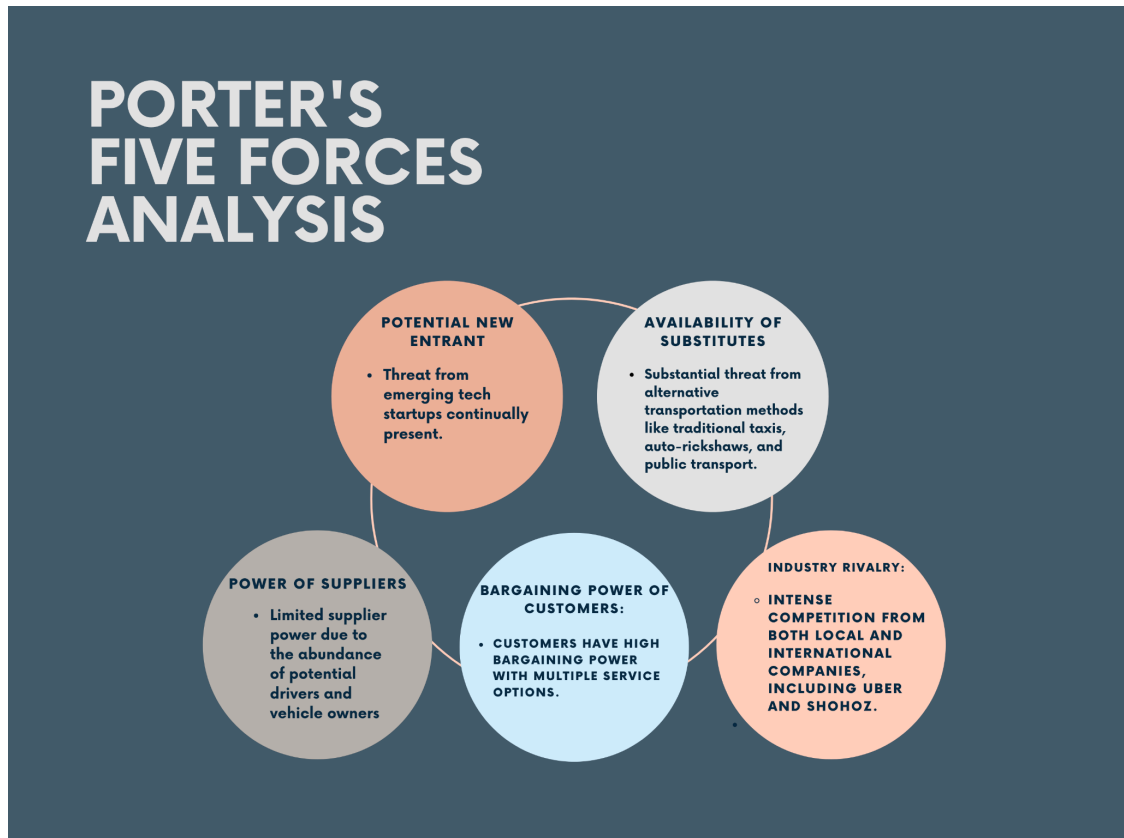 PORTER'S
FIVE FORCES
ANALYSIS
POTENTIAL NEW
ENTRANT
• Threat from
emerging tech
startups continually
present.
AVAILABILITY OF
SUBSTITUTES
• Substantial threat from
alternative
transportation methods
like traditional taxis,
auto-rickshaws, and
public transport.
POWER OF SUPPLIERS
• Limited supplier
power due to
the abundance
of potential
drivers and
vehicle owners
BARGAINING POWER OF
CUSTOMERS:
• CUSTOMERS HAVE HIGH
BARGAINING POWER
WITH MULTIPLE SERVICE
OPTIONS.
INDUSTRY RIVALRY:
◦ INTENSE
COMPETITION FROM
BOTH LOCAL AND
INTERNATIONAL
COMPANIES,
INCLUDING UBER
AND SHOHOZ.
•